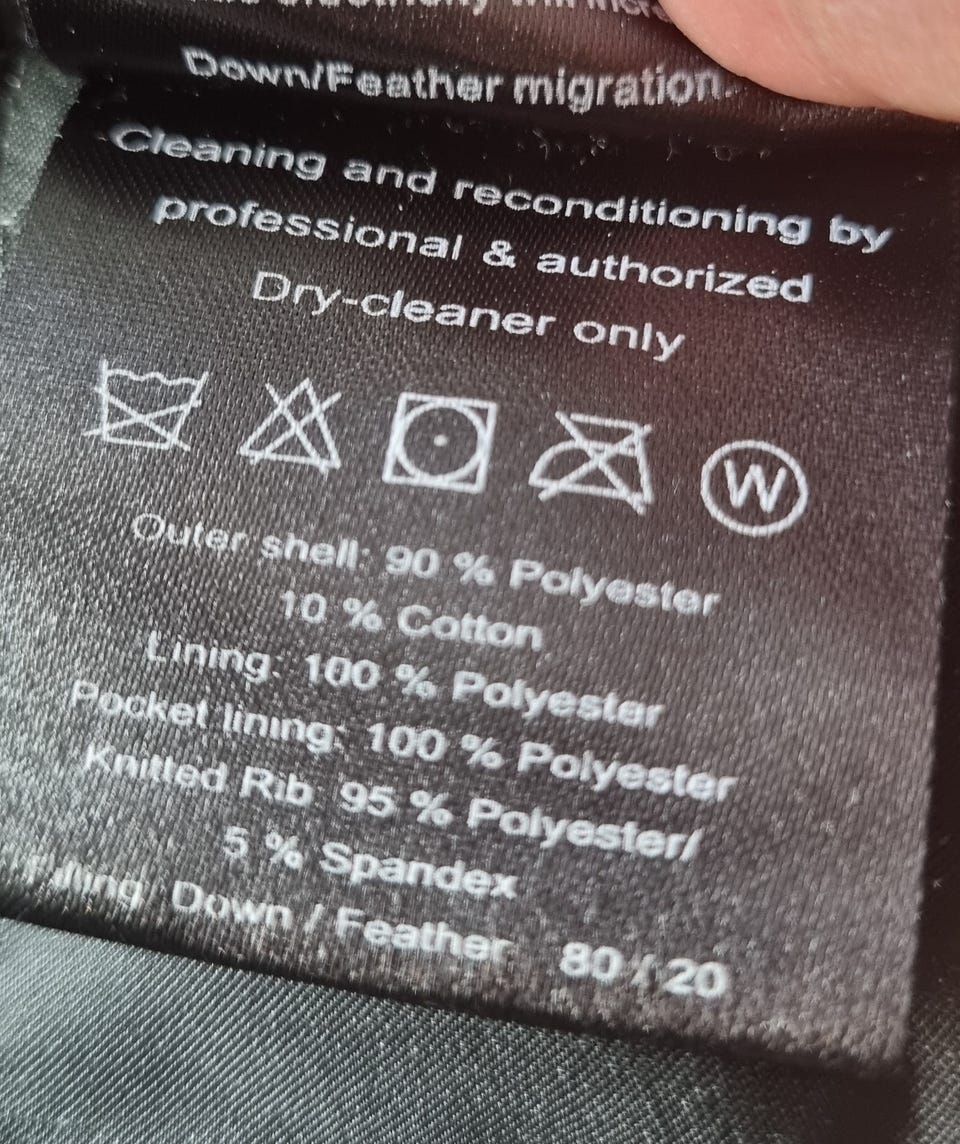 Down/Feather migration.
Cleaning and reconditioning by
professional & authorized
Dry-cleaner only
W
Outer shell: 90 % Polyester
10 % Cotton
Lining: 100 % Polyester
Pocket lining: 100 % Polyester
Knitted Rib: 95 % Polyester/
5 % Spandex
Filling: Down / Feather 80 / 20